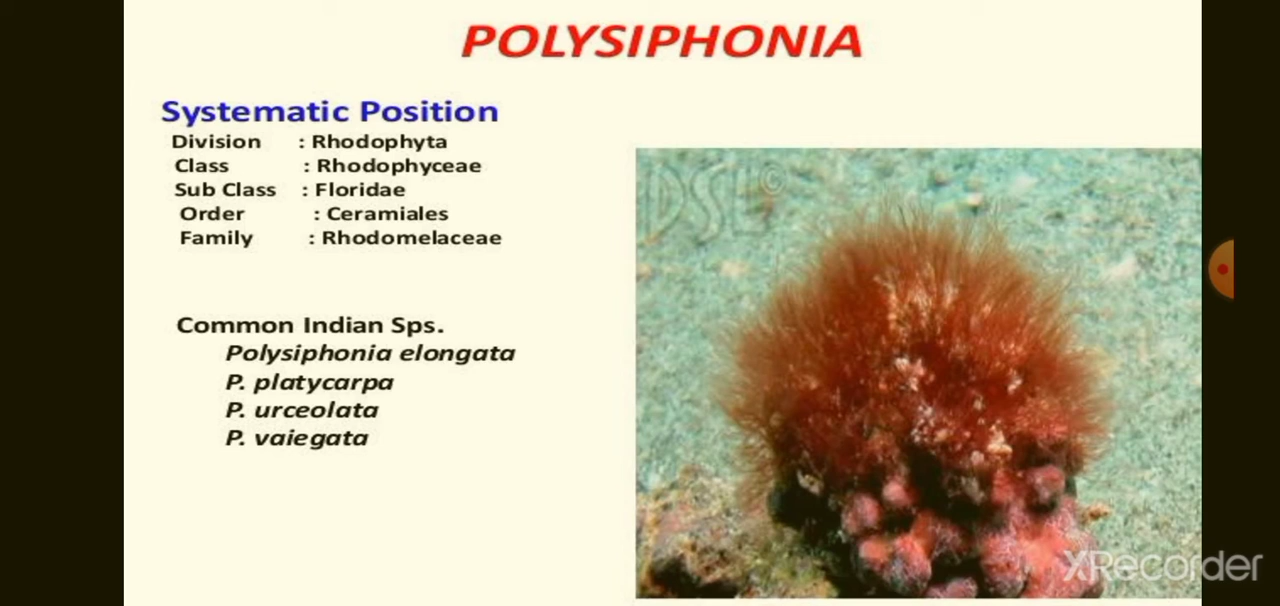 POLYSIPHONIA
Systematic Position
Division : Rhodophyta
Class : Rhodophyceae
Sub Class : Floridae
Order : Ceramiales
Family : Rhodomelaceae
Common Indian Sps.
Polysiphonia elongata
P. platycarpa
P. urceolata
P. vaiegata
DSL©
XRecorder